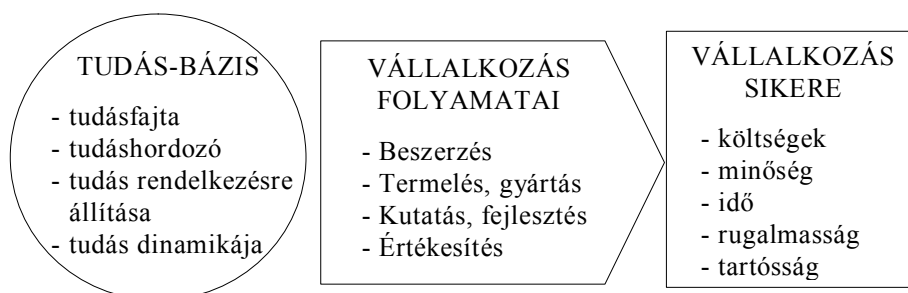 TUDÁS-BÁZIS
- tudásfajta
- tudáshordozó
- tudás rendelkezésre
állítása
- tudás dinamikája
VÁLLALKOZÁS
FOLYAMATAI
- Beszerzés
- Termelés, gyártás
- Kutatás, fejlesztés
- Értékesítés
VÁLLALKOZÁS
SIKERE
- költségek
- minőség
- idő
- rugalmasság
- tartósság